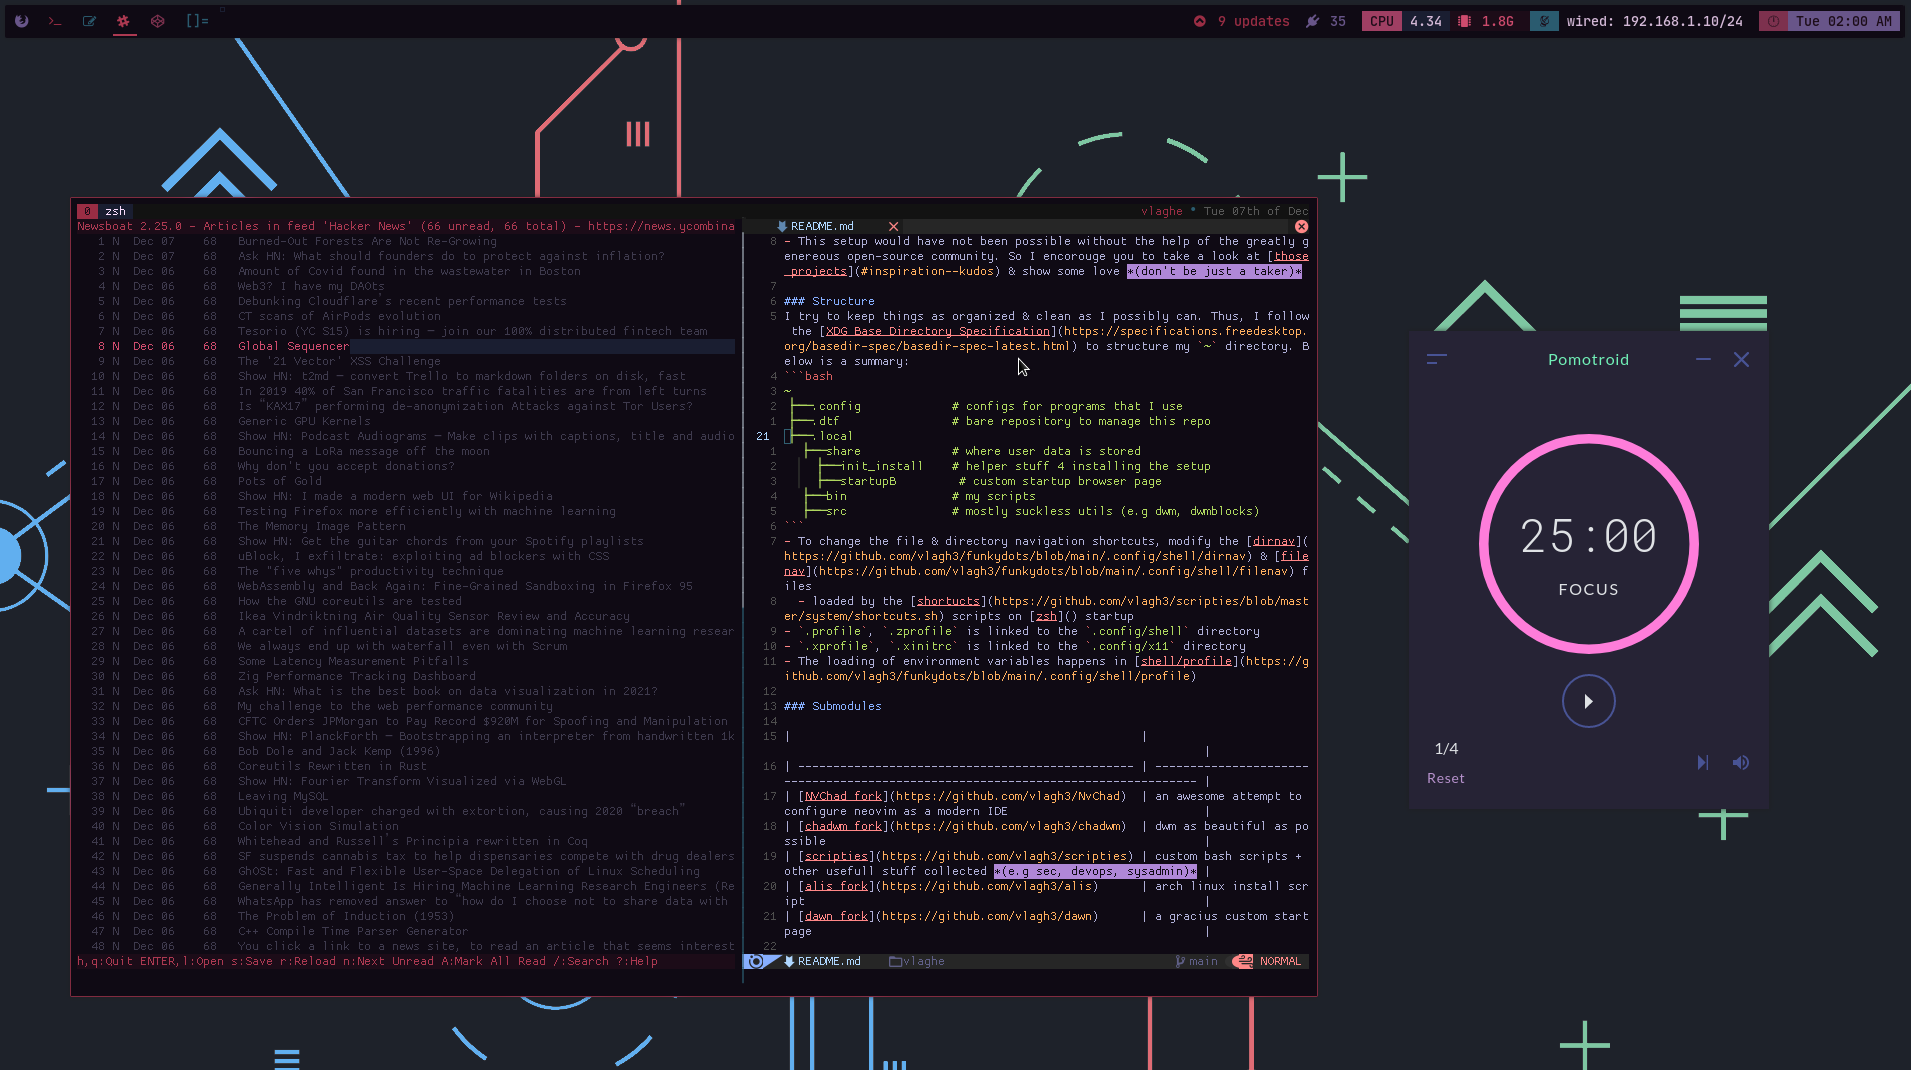 >_ []= 9 updates 35 CPU 4.34 1.8G wired: 192.168.1.10/24 Tue 02:00 AM
0 zsh
vlaghe * Tue 07th of Dec
Newsboat 2.25.0 - Articles in feed 'Hacker News' (66 unread, 66 total) - https://news.ycombina
1 N Dec 07 68 Burned-Out Forests Are Not Re-Growing
2 N Dec 07 68 Ask HN: What should founders do to protect against inflation?
3 N Dec 06 68 Amount of Covid found in the wastewater in Boston
4 N Dec 06 68 Web3? I have my DAOts
5 N Dec 06 68 Debunking Cloudflare's recent performance tests
6 N Dec 06 68 CT scans of AirPods evolution
7 N Dec 06 68 Tesorio (YC S15) is hiring – join our 100% distributed fintech team
8 N Dec 06 68 Global Sequencer
9 N Dec 06 68 The '21 Vector' XSS Challenge
10 N Dec 06 68 Show HN: t2md – convert Trello to markdown folders on disk, fast
11 N Dec 06 68 In 2019 40% of San Francisco traffic fatalities are from left turns
12 N Dec 06 68 Is “KAX17” performing de-anonymization Attacks against Tor Users?
13 N Dec 06 68 Generic GPU Kernels
14 N Dec 06 68 Show HN: Podcast Audiograms – Make clips with captions, title and audio
15 N Dec 06 68 Bouncing a LoRa message off the moon
16 N Dec 06 68 Why don't you accept donations?
17 N Dec 06 68 Pots of Gold
18 N Dec 06 68 Show HN: I made a modern web UI for Wikipedia
19 N Dec 06 68 Testing Firefox more efficiently with machine learning
20 N Dec 06 68 The Memory Image Pattern
21 N Dec 06 68 Show HN: Get the guitar chords from your Spotify playlists
22 N Dec 06 68 uBlock, I exfiltrate: exploiting ad blockers with CSS
23 N Dec 06 68 The "five whys" productivity technique
24 N Dec 06 68 WebAssembly and Back Again: Fine-Grained Sandboxing in Firefox 95
25 N Dec 06 68 How the GNU coreutils are tested
26 N Dec 06 68 Ikea Vindriktning Air Quality Sensor Review and Accuracy
27 N Dec 06 68 A cartel of influential datasets are dominating machine learning resear
28 N Dec 06 68 We always end up with waterfall even with Scrum
29 N Dec 06 68 Some Latency Measurement Pitfalls
30 N Dec 06 68 Zig Performance Tracking Dashboard
31 N Dec 06 68 Ask HN: What is the best book on data visualization in 2021?
32 N Dec 06 68 My challenge to the web performance community
33 N Dec 06 68 CFTC Orders JPMorgan to Pay Record $920M for Spoofing and Manipulation
34 N Dec 06 68 Show HN: PlanckForth – Bootstrapping an interpreter from handwritten 1k
35 N Dec 06 68 Bob Dole and Jack Kemp (1996)
36 N Dec 06 68 Coreutils Rewritten in Rust
37 N Dec 06 68 Show HN: Fourier Transform Visualized via WebGL
38 N Dec 06 68 Leaving MySQL
39 N Dec 06 68 Ubiquiti developer charged with extortion, causing 2020 “breach”
40 N Dec 06 68 Color Vision Simulation
41 N Dec 06 68 Whitehead and Russell's Principia rewritten in Coq
42 N Dec 06 68 SF suspends cannabis tax to help dispensaries compete with drug dealers
43 N Dec 06 68 GhOSt: Fast and Flexible User-Space Delegation of Linux Scheduling
44 N Dec 06 68 Generally Intelligent Is Hiring Machine Learning Research Engineers (Re
45 N Dec 06 68 WhatsApp has removed answer to “how do I choose not to share data with
46 N Dec 06 68 The Problem of Induction (1953)
47 N Dec 06 68 C++ Compile Time Parser Generator
48 N Dec 06 68 You click a link to a news site, to read an article that seems interest
h,q:Quit ENTER,l:Open s:Save r:Reload n:Next Unread A:Mark All Read /:Search ?:Help
README.md
8 - This setup would have not been possible without the help of the greatly g
enereous open-source community. So I encorouge you to take a look at [those
projects](#inspiration--kudos) & show some love *(don't be just a taker)*
7
6 ### Structure
5 I try to keep things as organized & clean as I possibly can. Thus, I follow
the [XDG Base Directory Specification](https://specifications.freedesktop.
org/basedir-spec/basedir-spec-latest.html) to structure my `~` directory. B
elow is a summary:
4 ```bash
3 ~
2 ├──.config # configs for programs that I use
1 ├──.dtf # bare repository to manage this repo
21 ├──.local
1 ├──share # where user data is stored
2 ├──init_install # helper stuff 4 installing the setup
3 ├──startupB # custom startup browser page
4 ├──bin # my scripts
5 ├──src # mostly suckless utils (e.g dwm, dwmblocks)
6 ```
7 - To change the file & directory navigation shortcuts, modify the [dirnav](
https://github.com/vlagh3/funkydots/blob/main/.config/shell/dirnav) & [file
nav](https://github.com/vlagh3/funkydots/blob/main/.config/shell/filenav) f
iles
8 - loaded by the [shortucts](https://github.com/vlagh3/scripties/blob/mast
er/system/shortcuts.sh) scripts on [zsh]() startup
9 - `.profile`, `.zprofile` is linked to the `.config/shell` directory
10 - `.xprofile`, `.xinitrc` is linked to the `.config/x11` directory
11 - The loading of environment variables happens in [shell/profile](https://g
ithub.com/vlagh3/funkydots/blob/main/.config/shell/profile)
12
13 ### Submodules
14
15 | |
|
16 | ------------------------------------------------ | ----------------------
----------------------------------------------------------- |
17 | [NVChad fork](https://github.com/vlagh3/NvChad) | an awesome attempt to
configure neovim as a modern IDE |
18 | [chadwm fork](https://github.com/vlagh3/chadwm) | dwm as beautiful as po
ssible |
19 | [scripties](https://github.com/vlagh3/scripties) | custom bash scripts +
other usefull stuff collected *(e.g sec, devops, sysadmin)* |
20 | [alis fork](https://github.com/vlagh3/alis) | arch linux install scr
ipt |
21 | [dawn fork](https://github.com/vlagh3/dawn) | a gracius custom start
page |
22
README.md vlaghe main NORMAL
Pomotroid
25:00
FOCUS
1/4
Reset